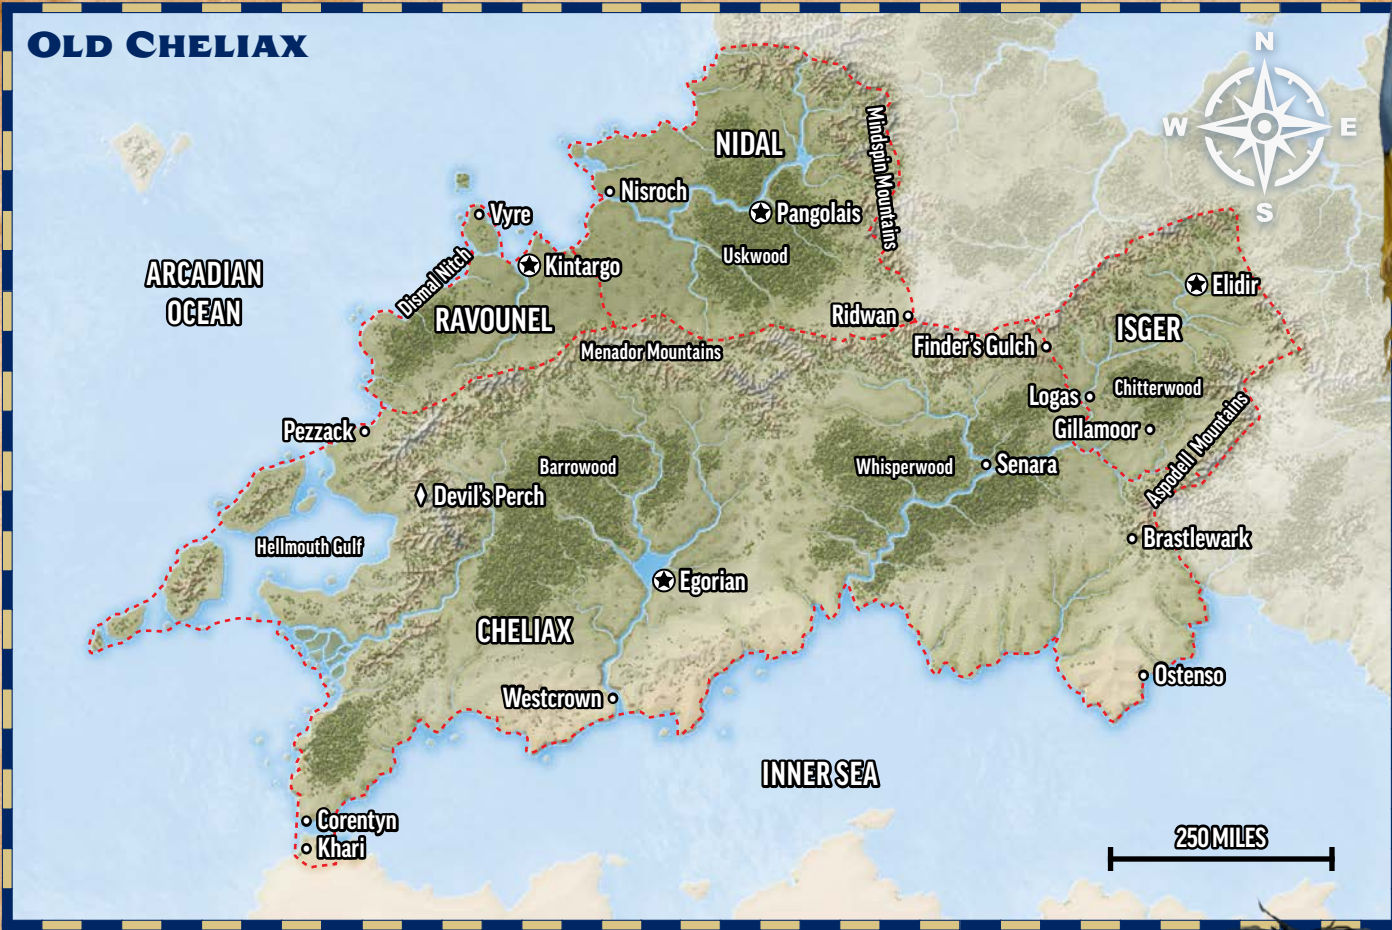 OLD CHELIAX
N
W
E
S
NIDAL
Mindspin Mountains
Nisroch
Vyre
Pangolais
Uskwood
Kintargo
Dismal Nitch
ARCADIAN
OCEAN
RAVOUNEL
Elidir
Ridwan
ISGER
Finder's Gulch
Menador Mountains
Chitterwood
Logas
Pezzack
Gillamoor
Aspodell Mountains
Barrowood
Whisperwood
Senara
Devil's Perch
Hellmouth Gulf
Brastlewark
Egorian
CHELIAX
Ostenso
Westcrown
INNER SEA
Corentyn
Khari
250 MILES